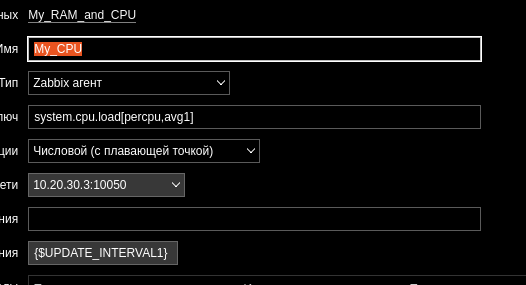 ных My_RAM_and_CPU
Имя My_CPU
Тип Zabbix агент
люч system.cpu.load[percpu,avg1]
ции Числовой (с плавающей точкой)
ети 10.20.30.3:10050
ния
ния {$UPDATE_INTERVAL1}